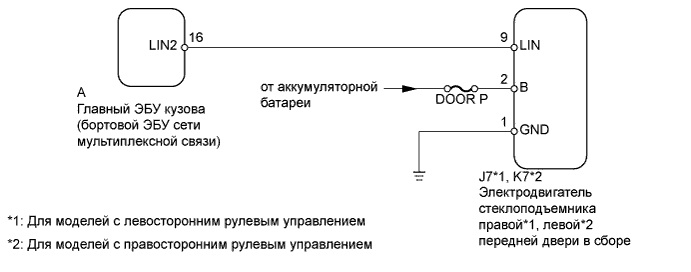 LIN2
16
9
LIN
A
Главный ЭБУ кузова
(бортовой ЭБУ сети
мультиплексной связи)
от аккумуляторной
батареи
DOOR P
2
B
1
GND
J7*1, K7*2
Электродвигатель
стеклоподъемника
правой*1, левой*2
передней двери в сборе
*1: Для моделей с левосторонним рулевым управлением
*2: Для моделей с правосторонним рулевым управлением